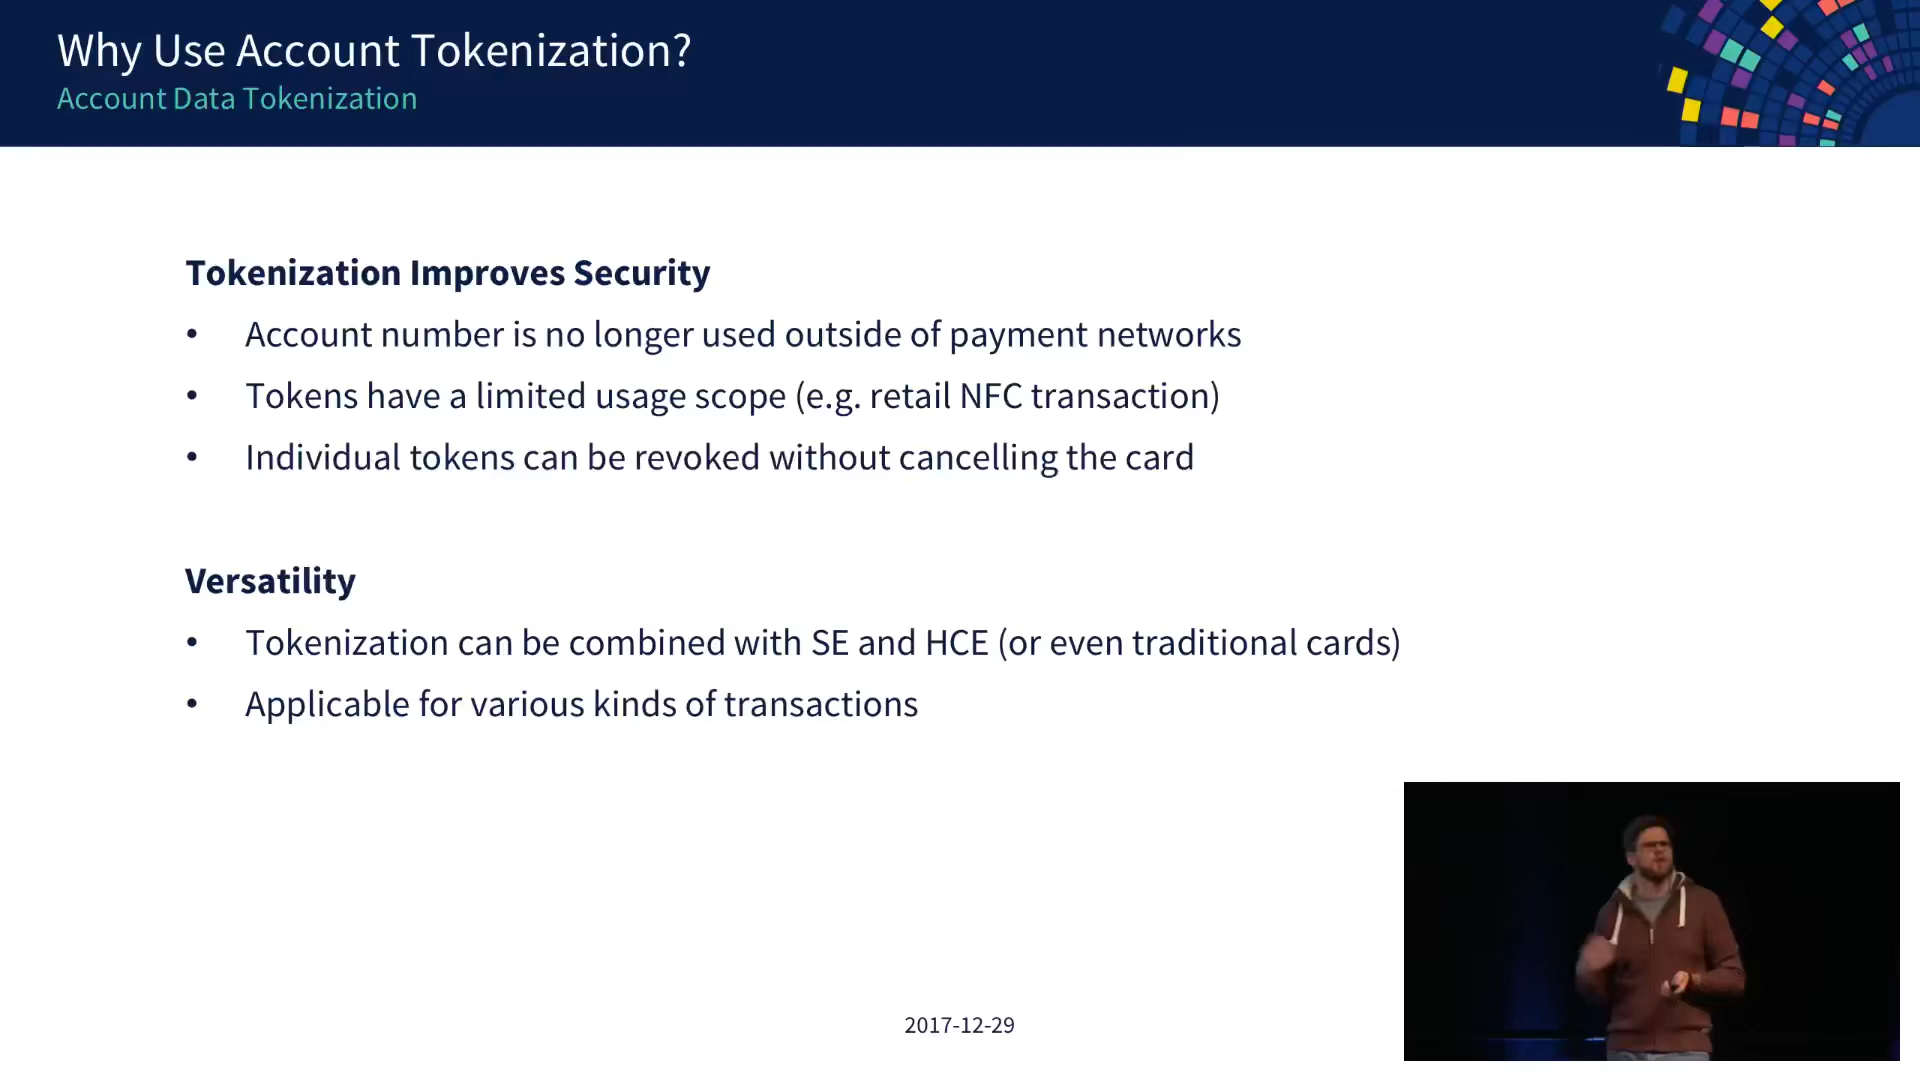 Why Use Account Tokenization?
Account Data Tokenization
Tokenization Improves Security
• Account number is no longer used outside of payment networks
• Tokens have a limited usage scope (e.g. retail NFC transaction)
• Individual tokens can be revoked without cancelling the card
Versatility
• Tokenization can be combined with SE and HCE (or even traditional cards)
• Applicable for various kinds of transactions
2017-12-29